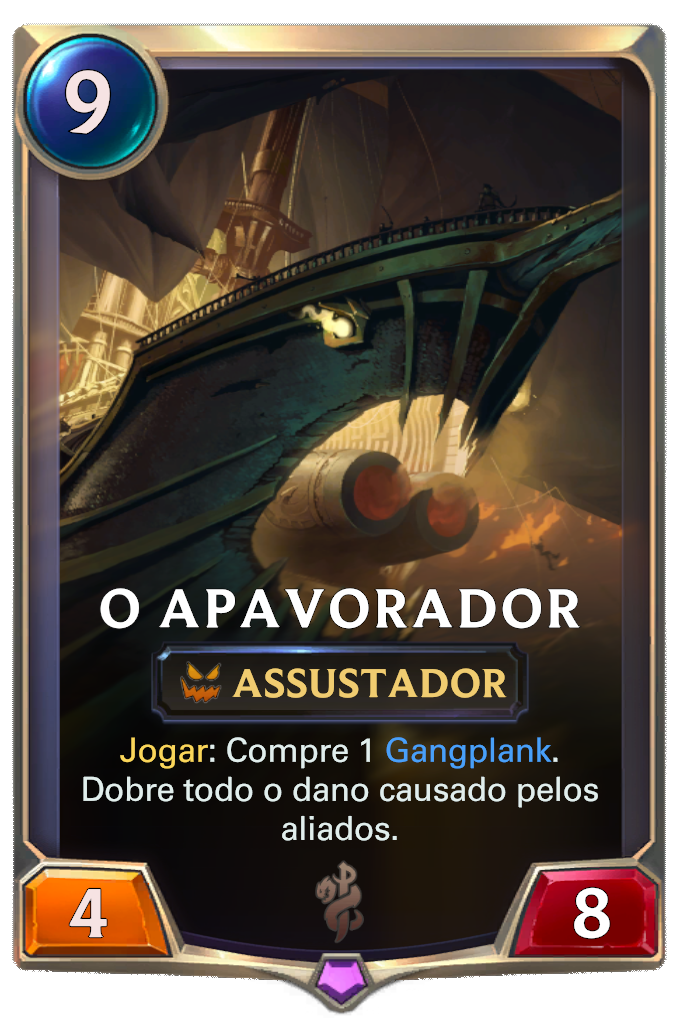 9
O APAVORADOR
ASSUSTADOR
Jogar: Compre 1 Gangplank.
Dobre todo o dano causado pelos
aliados.
4
8